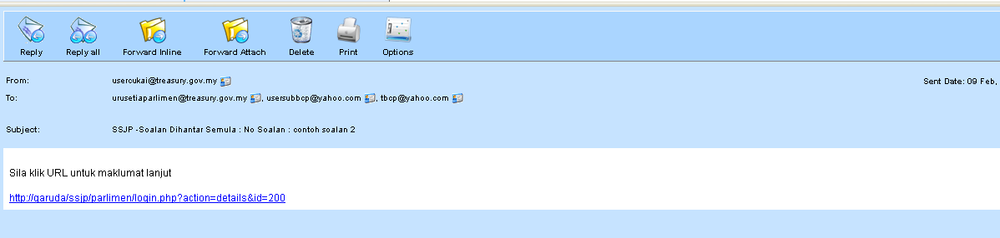 Reply Reply all Forward Inline Forward Attach Delete Print Options
From: usercukai@treasury.gov.my Sent Date: 09 Feb,
To: urusetiaparlimen@treasury.gov.my, usersubbcp@yahoo.com, tbcp@yahoo.com
Subject: SSJP -Soalan Dihantar Semula : No Soalan : contoh soalan 2
Sila klik URL untuk maklumat lanjut
http://garuda/ssjp/parlimen/login.php?action=details&id=200